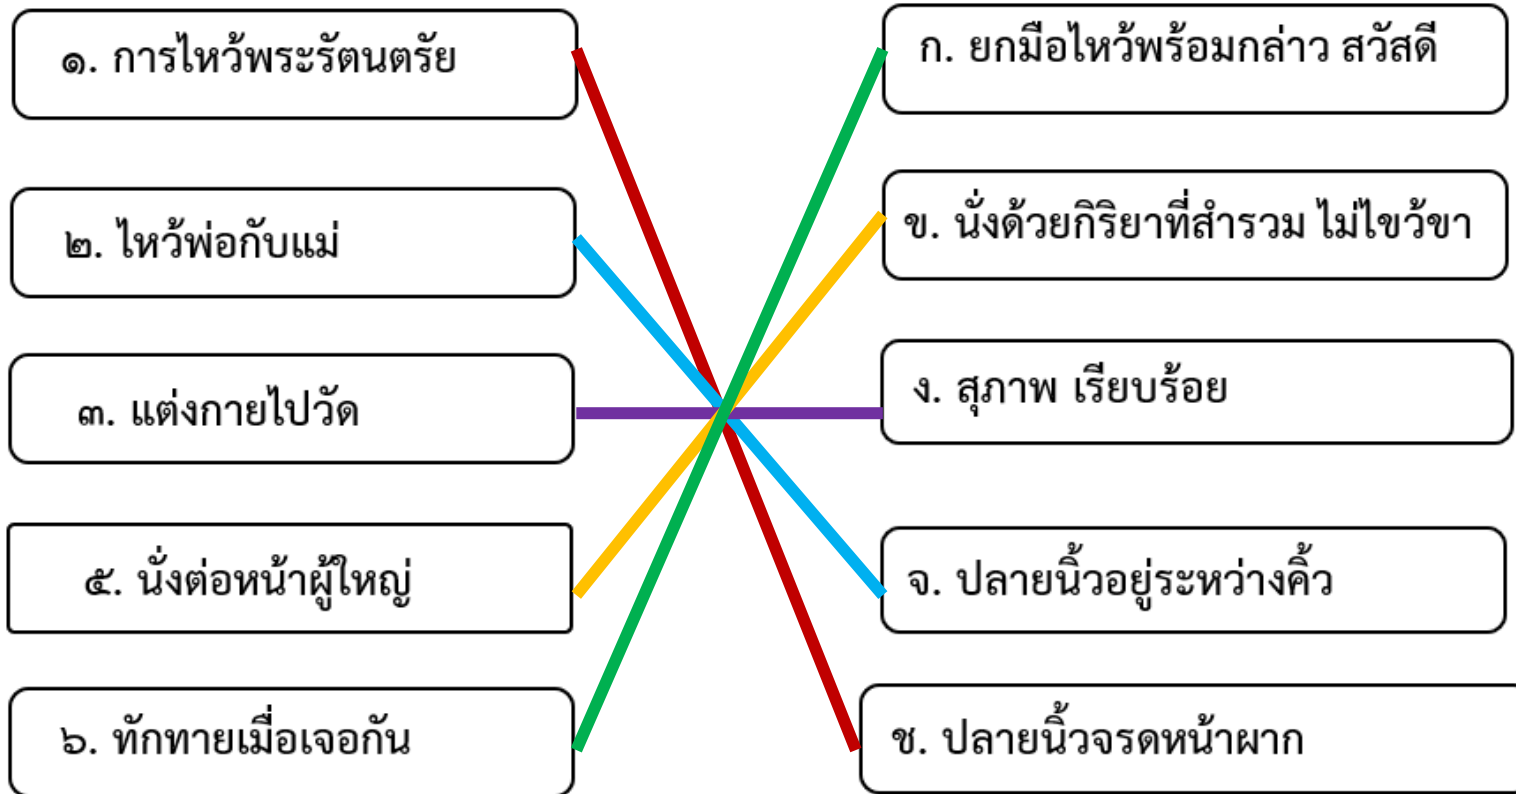 ๑. การไหว้พระรัตนตรัย
ก. ยกมือไหว้พร้อมกล่าว สวัสดี
๒. ไหว้พ่อกับแม่
ข. นั่งด้วยกิริยาที่สำรวม ไม่ไขว้ขา
๓. แต่งกายไปวัด
ง. สุภาพ เรียบร้อย
๕. นั่งต่อหน้าผู้ใหญ่
จ. ปลายนิ้วอยู่ระหว่างคิ้ว
๖. ทักทายเมื่อเจอกัน
ช. ปลายนิ้วจรดหน้าผาก